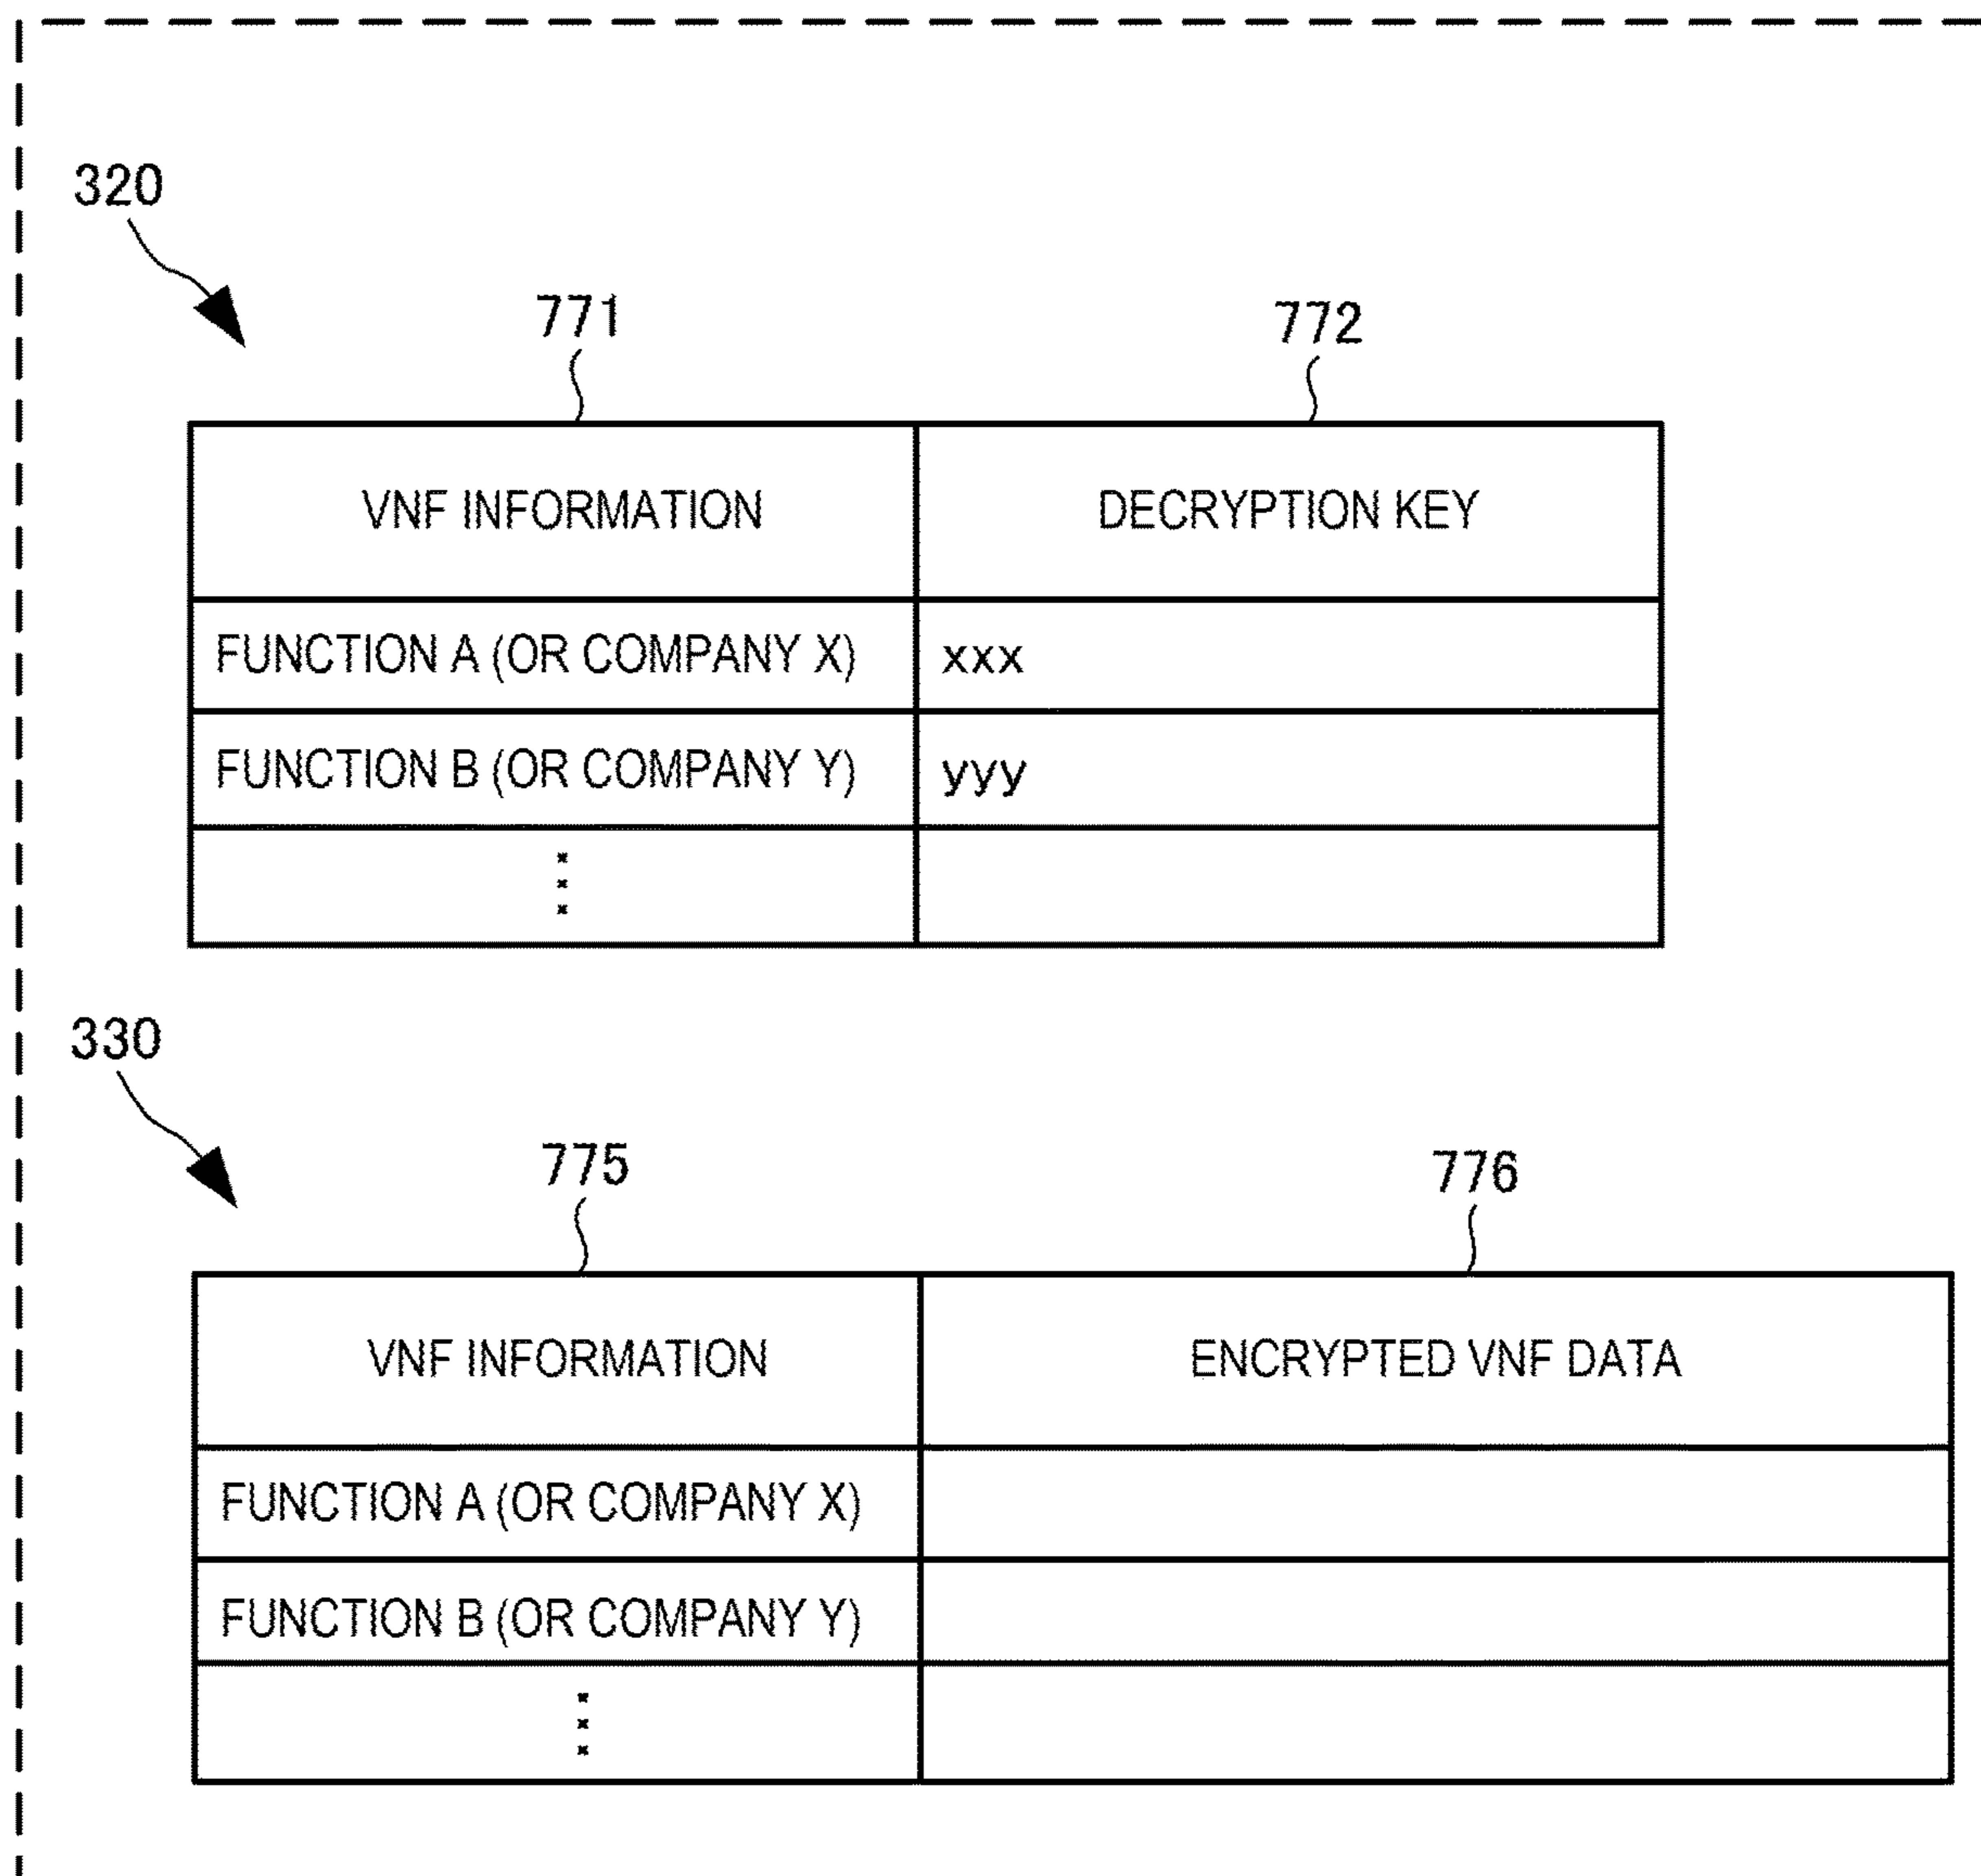 320
771 772
VNF INFORMATION DECRYPTION KEY
FUNCTION A (OR COMPANY X) xxx
FUNCTION B (OR COMPANY Y) yyy
330
775 776
VNF INFORMATION ENCRYPTED VNF DATA
FUNCTION A (OR COMPANY X)
FUNCTION B (OR COMPANY Y)